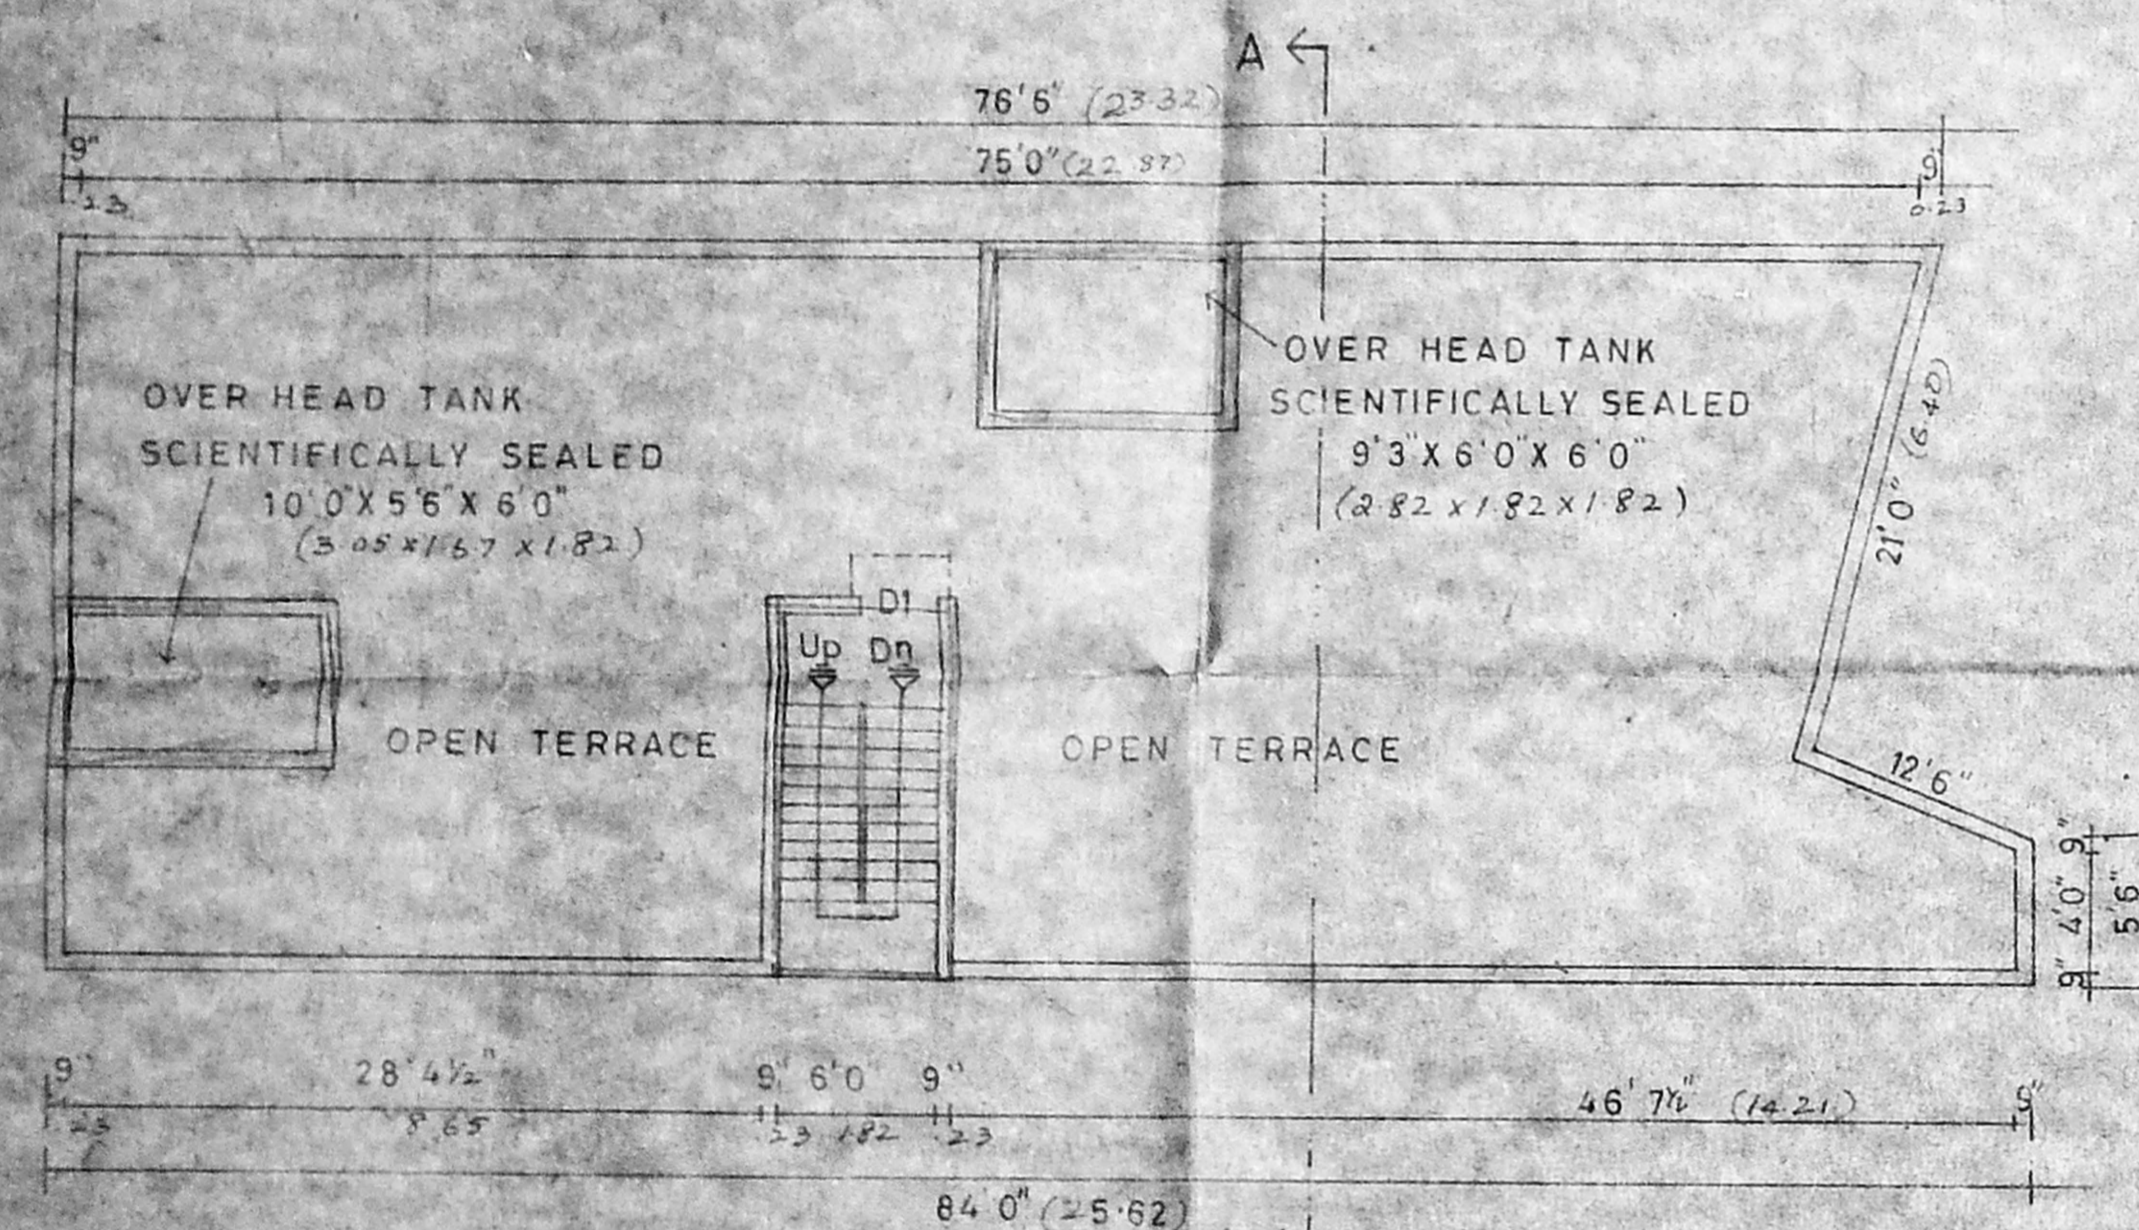 A
76'6" (23.32)
9" 75'0" (22.87) 9"
.23 0.23
OVER HEAD TANK
SCIENTIFICALLY SEALED
9'3" X 6'0" X 6'0"
(2.82 x 1.82 x 1.82)
OVER HEAD TANK
SCIENTIFICALLY SEALED
10'0" X 5'6" X 6'0"
(3.05 x 1.67 x 1.82)
21'0" (6.40)
D1
Up Dn
OPEN TERRACE
OPEN TERRACE
12'6"
9"
4'0"
9"
5'6"
9" 28'4½" 9" 6'0 9" 46'7½" (14.21) 9"
.23 8.65 .23 1.82 .23
84'0" (25.62)